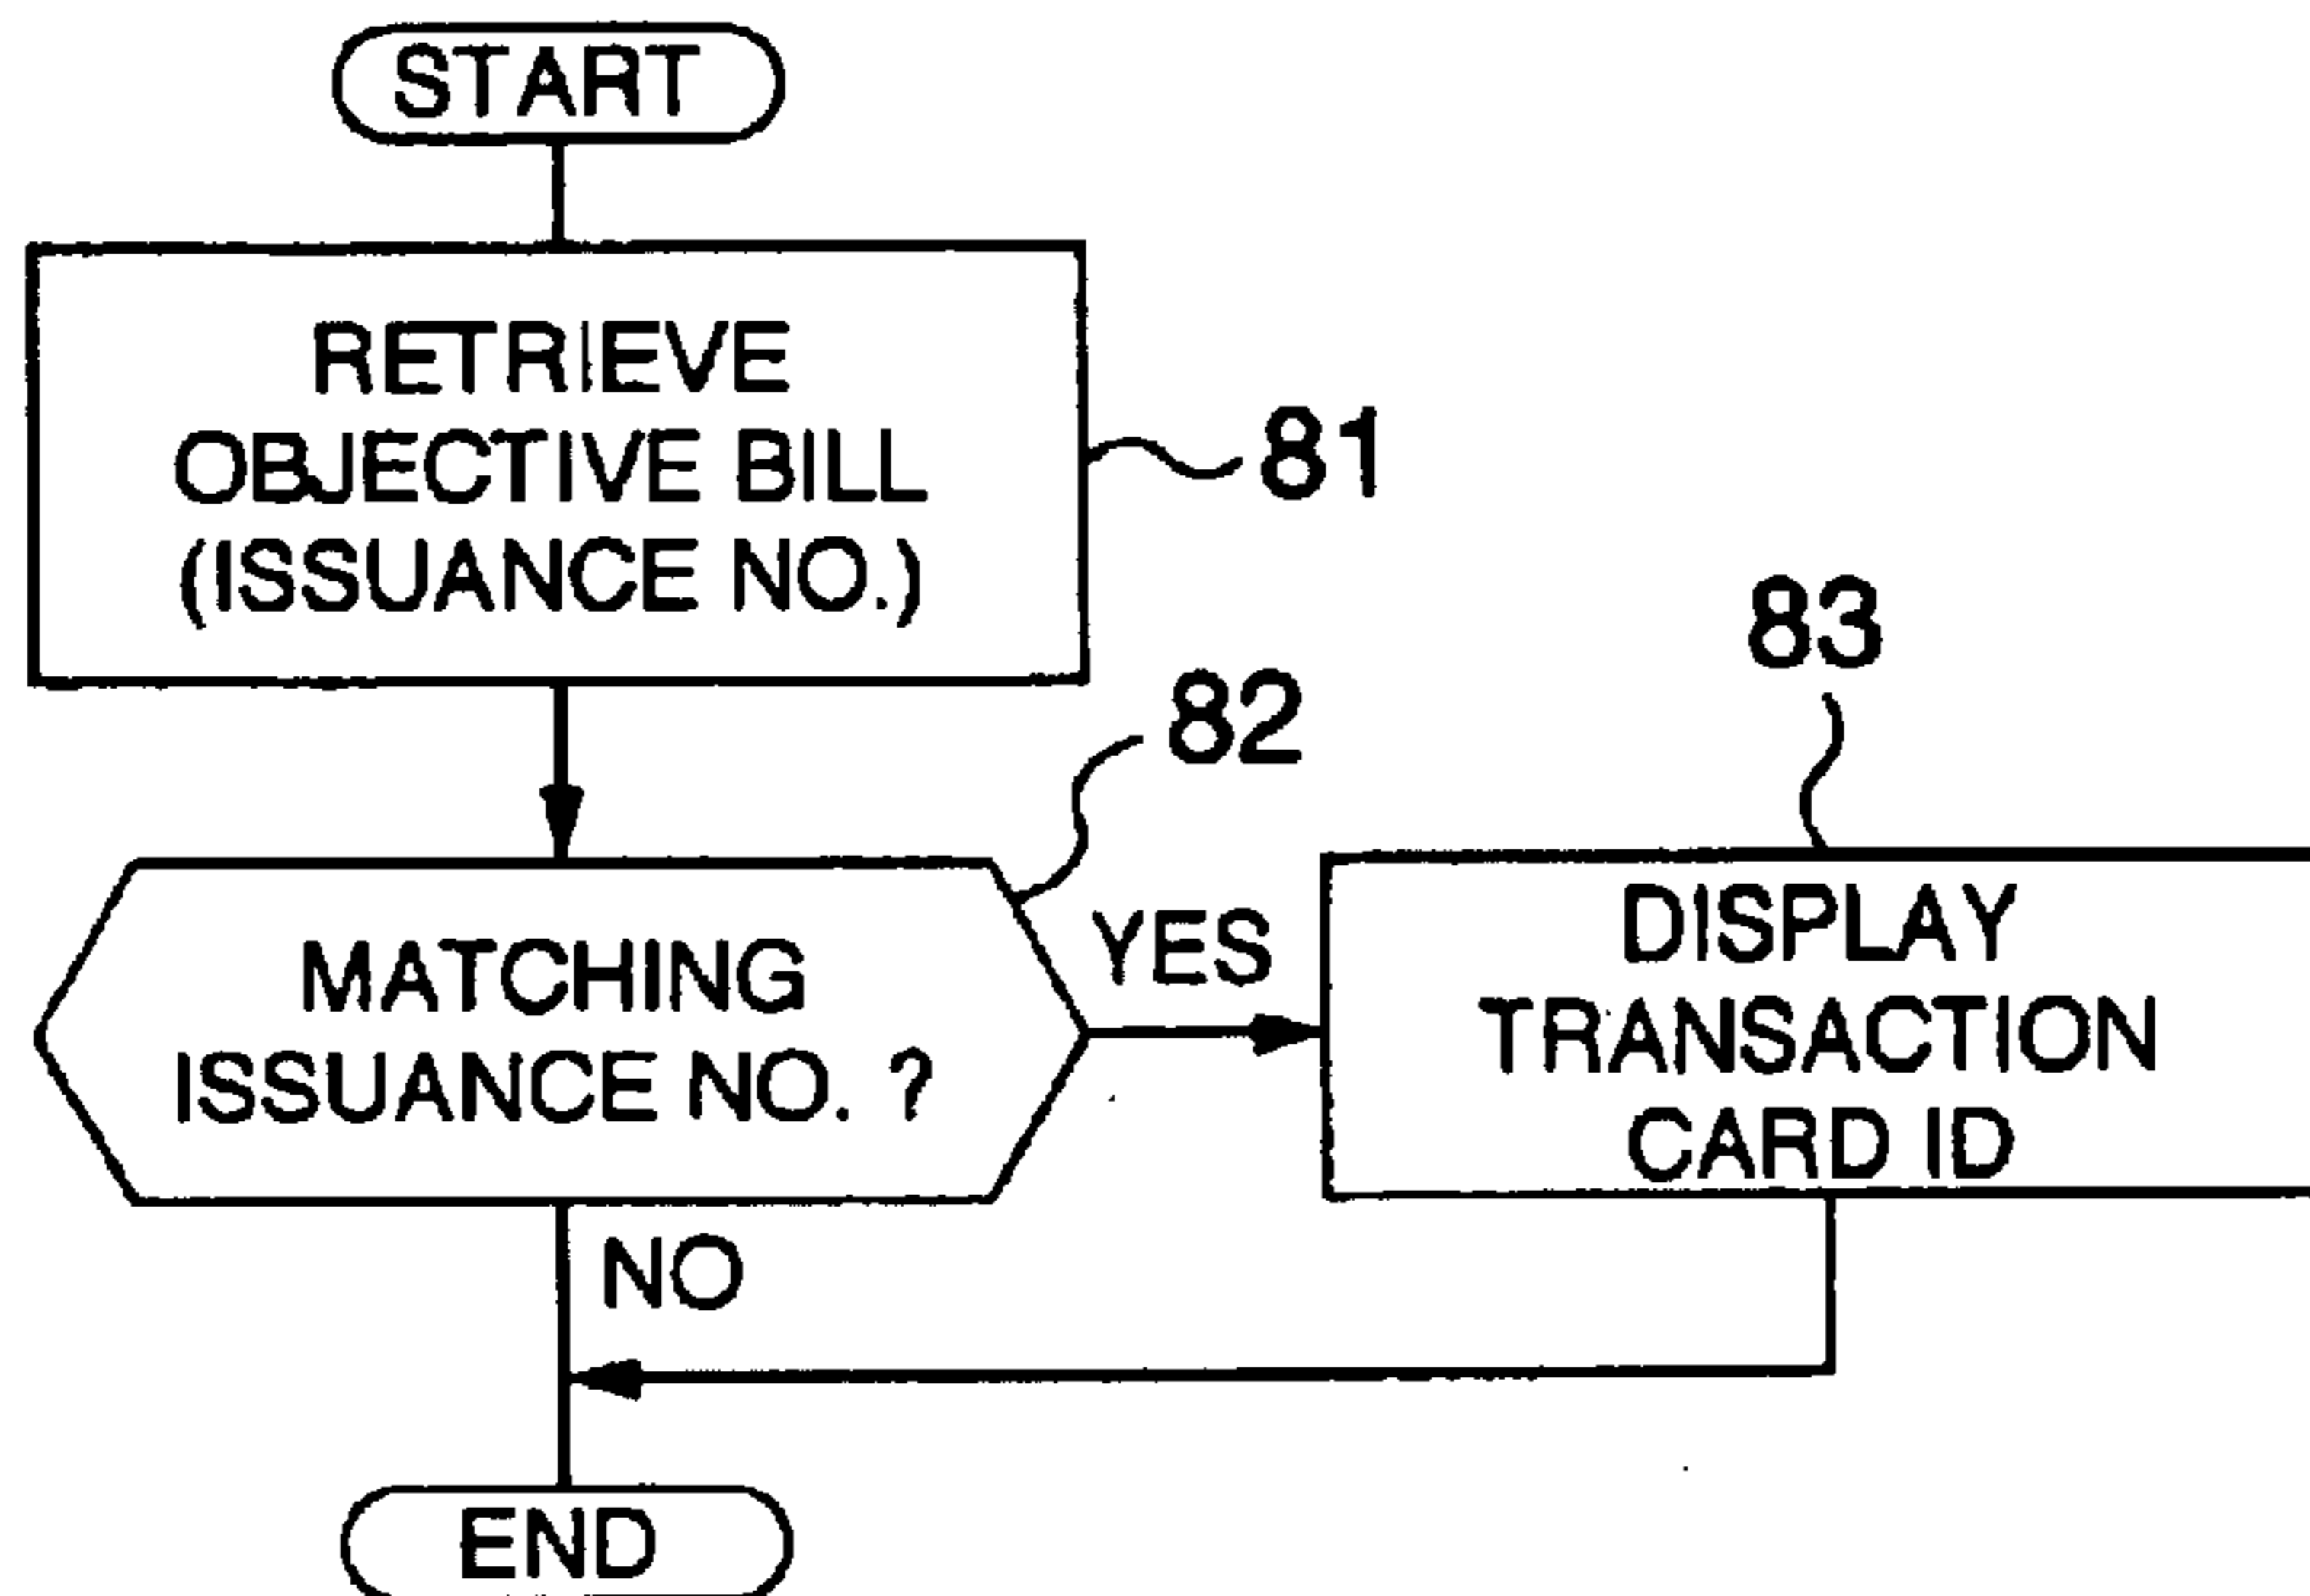 START
RETRIEVE
OBJECTIVE BILL
(ISSUANCE NO.)
81
82
MATCHING
ISSUANCE NO. ?
YES
83
DISPLAY
TRANSACTION
CARD ID
NO
END